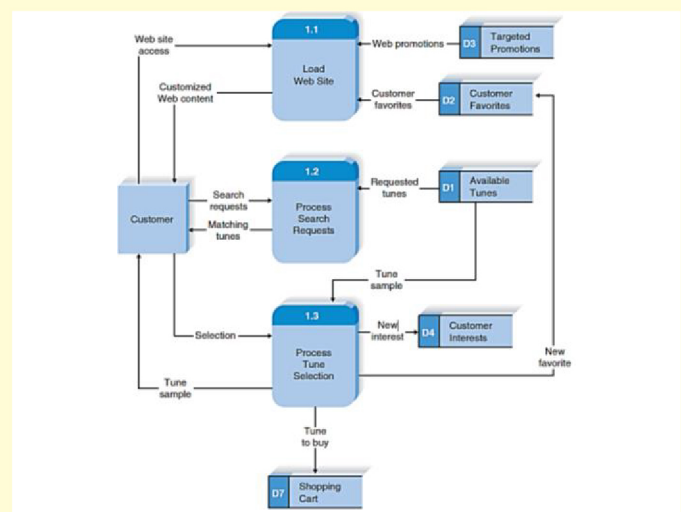 1.1
Load
Web Site
Web site
access
Customized
Web content
Web promotions
D3
Targeted
Promotions
Customer
favorites
D2
Customer
Favorites
1.2
Process
Search
Requests
Customer
Search
requests
Matching
tunes
Requested
tunes
D1
Available
Tunes
Tune
sample
1.3
Process
Tune
Selection
Selection
New
interest
D4
Customer
Interests
New
favorite
Tune
sample
Tune
to buy
D7
Shopping
Cart